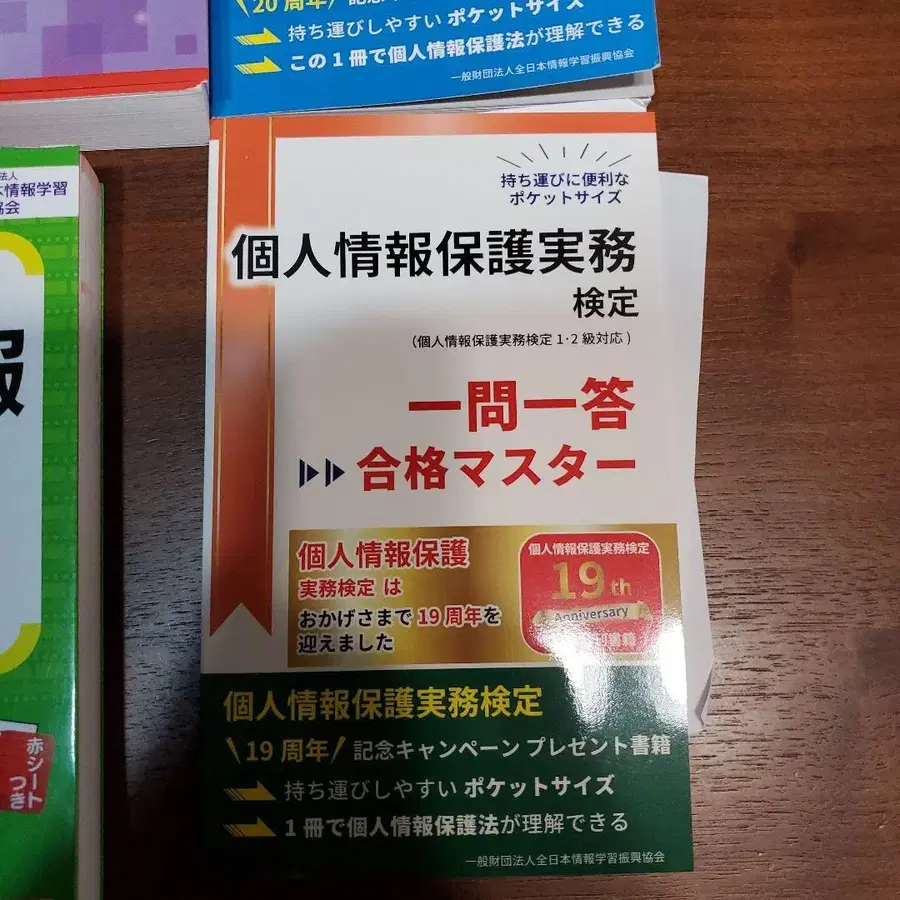 20周年
持ち運びしやすい ポケットサイズ
この1冊で個人情報保護法が理解できる
一般財団法人全日本情報学習振興協会
法人
本情報学習
協会
報
赤シート
つき
持ち運びに便利な
ポケットサイズ
個人情報保護実務
検定
(個人情報保護実務検定1·2級対応)
一問一答
合格マスター
個人情報保護
実務検定 は
おかげさまで19周年を
迎えました
個人情報保護実務検定
19th
Anniversary
書籍
個人情報保護実務検定
\19周年/ 記念キャンペーン プレゼント書籍
持ち運びしやすい ポケットサイズ
1冊で個人情報保護法が理解できる
一般財団法人全日本情報学習振興協会